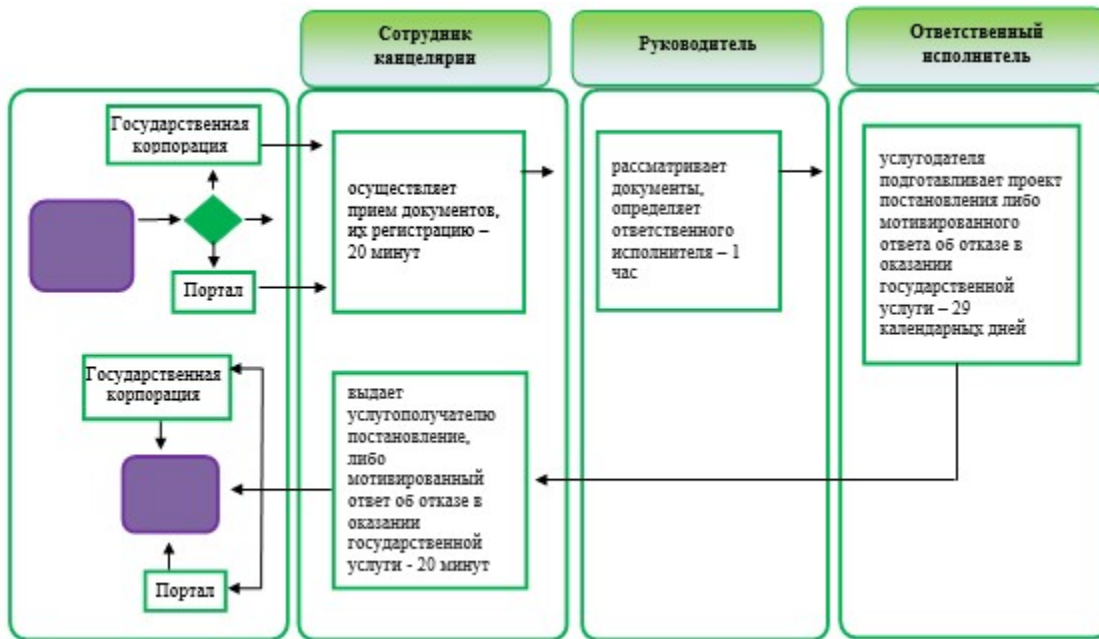 Сотрудник
канцелярии
Руководитель
Ответственный
исполнитель
Государственная
корпорация
Портал
осуществляет
прием документов,
их регистрацию –
20 минут
рассматривает
документы,
определяет
ответственного
исполнителя – 1
час
услугодателя
подготавливает проект
постановления либо
мотивированного
ответа об отказе в
оказании
государственной
услуги – 29
календарных дней
Государственная
корпорация
Портал
выдает
услугополучателю
постановление,
либо
мотивированный
ответ об отказе в
оказании
государственной
услуги - 20 минут